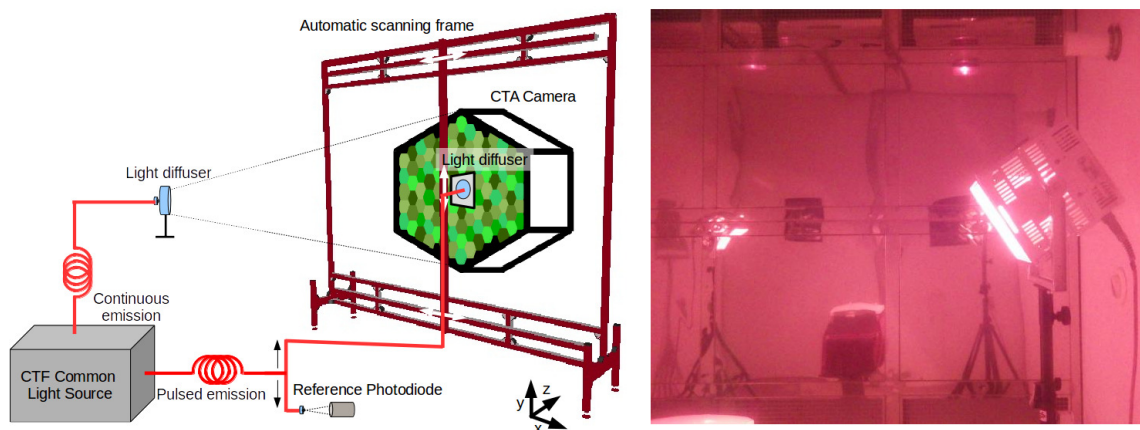 Automatic scanning frame
CTA Camera
Light diffuser
Light diffuser
Continuous
emission
CTF Common
Light Source
Pulsed emission
Reference Photodiode
y
z
x